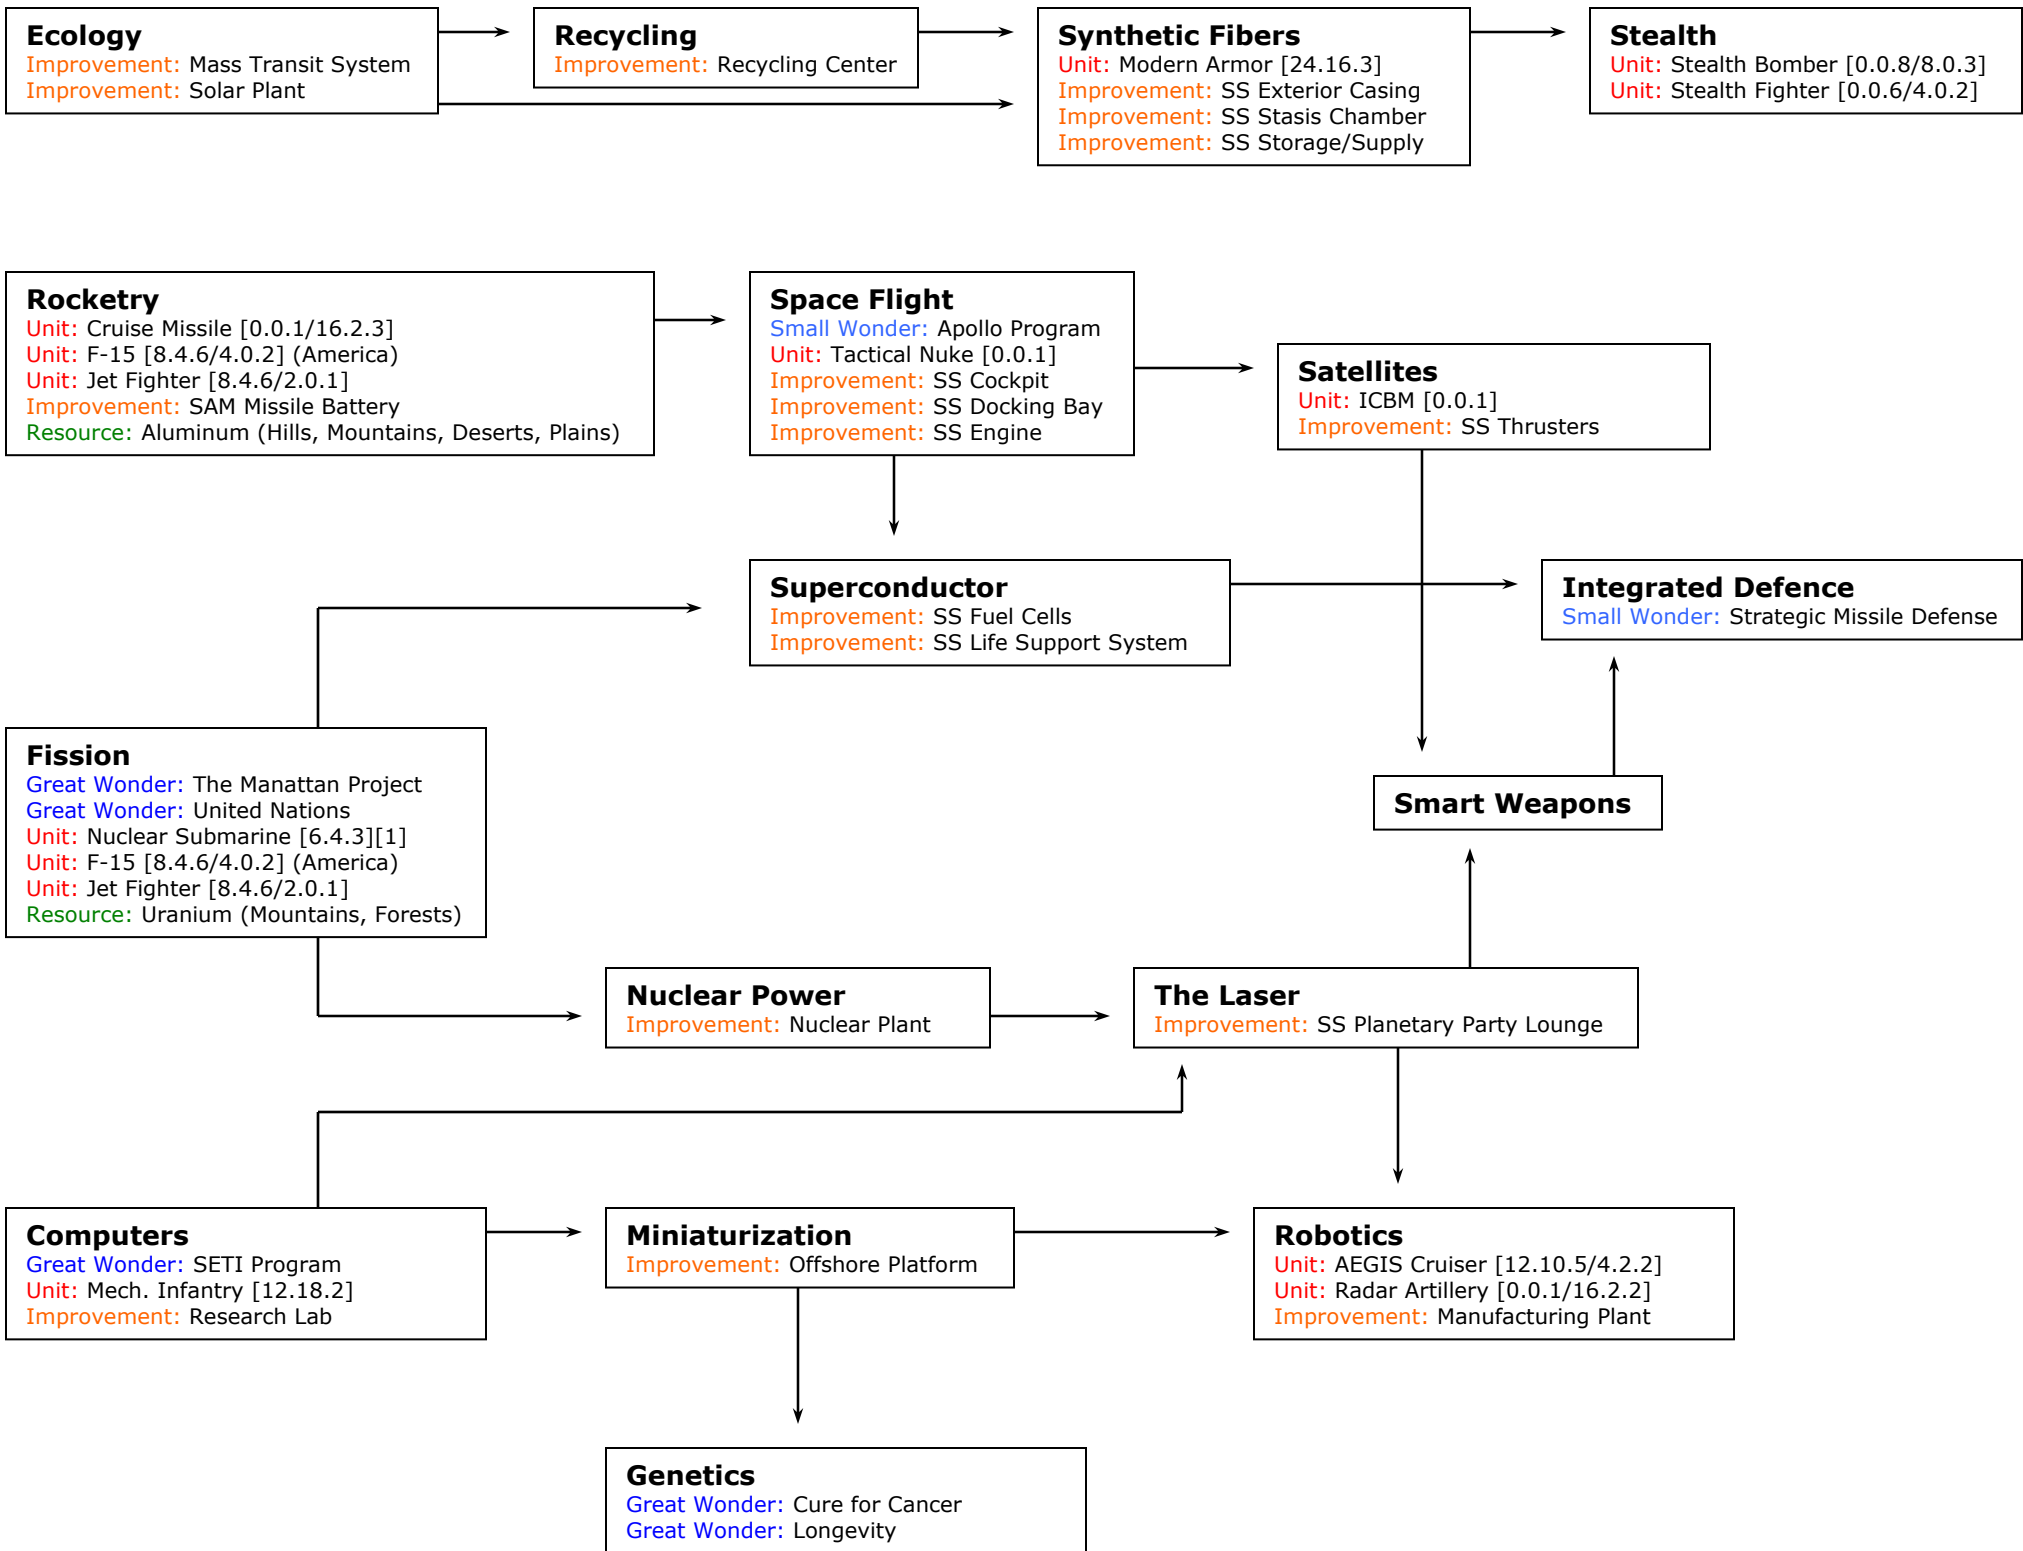 Ecology
Improvement: Mass Transit System
Improvement: Solar Plant
Recycling
Improvement: Recycling Center
Synthetic Fibers
Unit: Modern Armor [24.16.3]
Improvement: SS Exterior Casing
Improvement: SS Stasis Chamber
Improvement: SS Storage/Supply
Stealth
Unit: Stealth Bomber [0.0.8/8.0.3]
Unit: Stealth Fighter [0.0.6/4.0.2]
Rocketry
Unit: Cruise Missile [0.0.1/16.2.3]
Unit: F-15 [8.4.6/4.0.2] (America)
Unit: Jet Fighter [8.4.6/2.0.1]
Improvement: SAM Missile Battery
Resource: Aluminum (Hills, Mountains, Deserts, Plains)
Space Flight
Small Wonder: Apollo Program
Unit: Tactical Nuke [0.0.1]
Improvement: SS Cockpit
Improvement: SS Docking Bay
Improvement: SS Engine
Satellites
Unit: ICBM [0.0.1]
Improvement: SS Thrusters
Superconductor
Improvement: SS Fuel Cells
Improvement: SS Life Support System
Integrated Defence
Small Wonder: Strategic Missile Defense
Fission
Great Wonder: The Manattan Project
Great Wonder: United Nations
Unit: Nuclear Submarine [6.4.3][1]
Unit: F-15 [8.4.6/4.0.2] (America)
Unit: Jet Fighter [8.4.6/2.0.1]
Resource: Uranium (Mountains, Forests)
Smart Weapons
Nuclear Power
Improvement: Nuclear Plant
The Laser
Improvement: SS Planetary Party Lounge
Computers
Great Wonder: SETI Program
Unit: Mech. Infantry [12.18.2]
Improvement: Research Lab
Miniaturization
Improvement: Offshore Platform
Robotics
Unit: AEGIS Cruiser [12.10.5/4.2.2]
Unit: Radar Artillery [0.0.1/16.2.2]
Improvement: Manufacturing Plant
Genetics
Great Wonder: Cure for Cancer
Great Wonder: Longevity